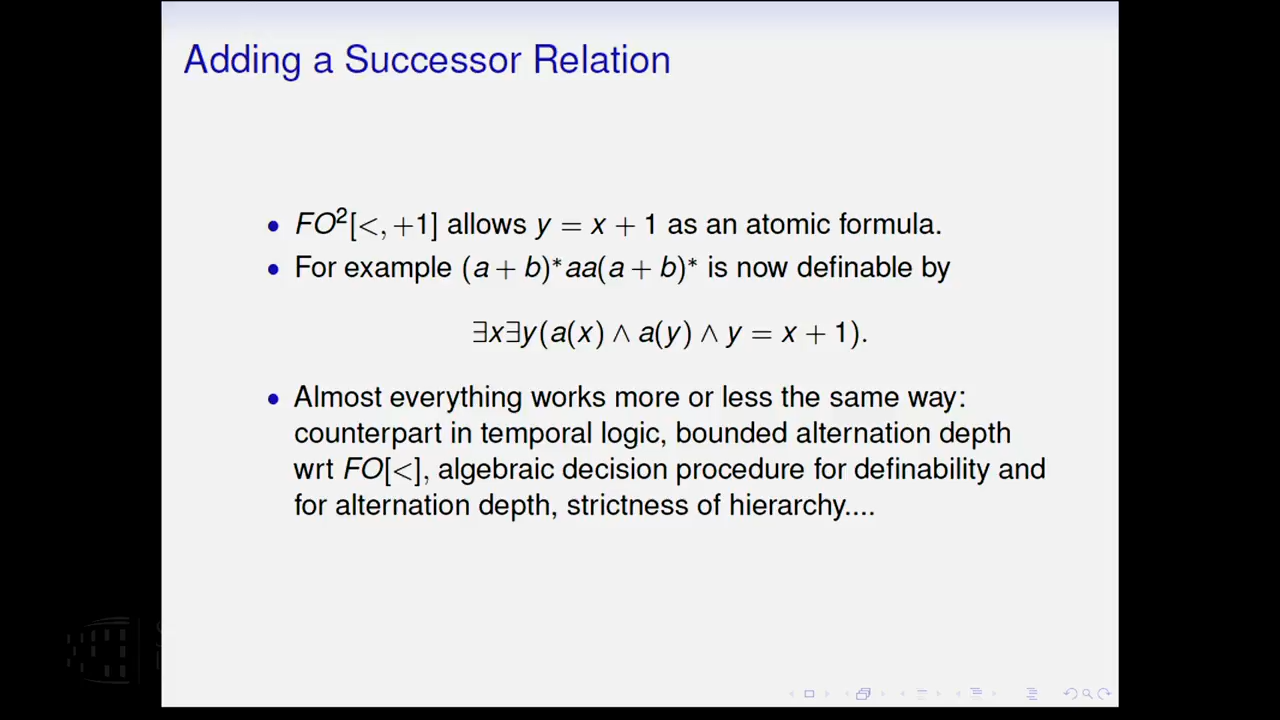 Adding a Successor Relation
• FO²[<, +1] allows y = x + 1 as an atomic formula.
• For example (a + b)*aa(a + b)* is now definable by
∃x∃y(a(x) ∧ a(y) ∧ y = x + 1).
• Almost everything works more or less the same way:
counterpart in temporal logic, bounded alternation depth
wrt FO[<], algebraic decision procedure for definability and
for alternation depth, strictness of hierarchy....